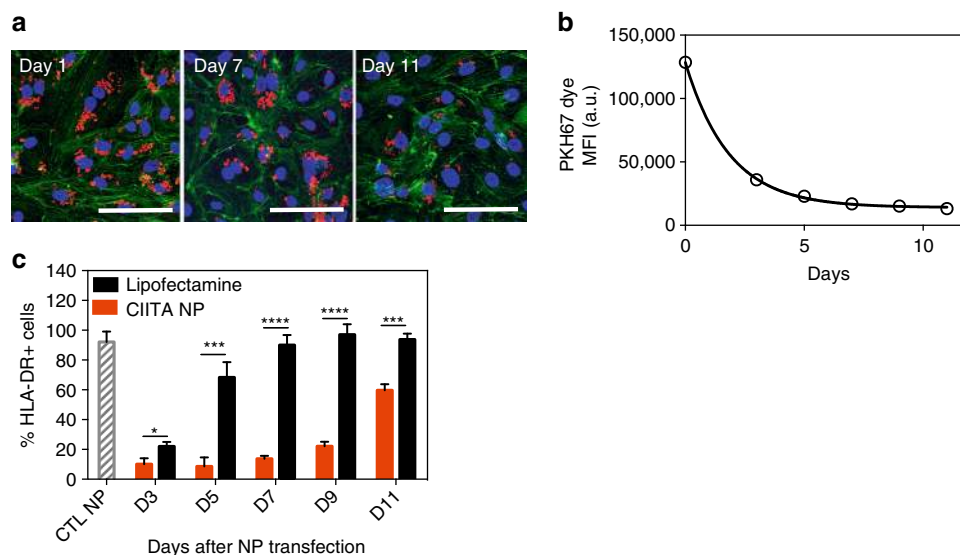 a
Day 1
Day 7
Day 11
b
150,000
100,000
50,000
0
PKH67 dye
MFI (a.u.)
0
5
10
Days
c
140
120
100
80
60
40
20
0
% HLA-DR+ cells
Lipofectamine
CIITA NP
*
***
****
****
***
CTL NP
D3
D5
D7
D9
D11
Days after NP transfection